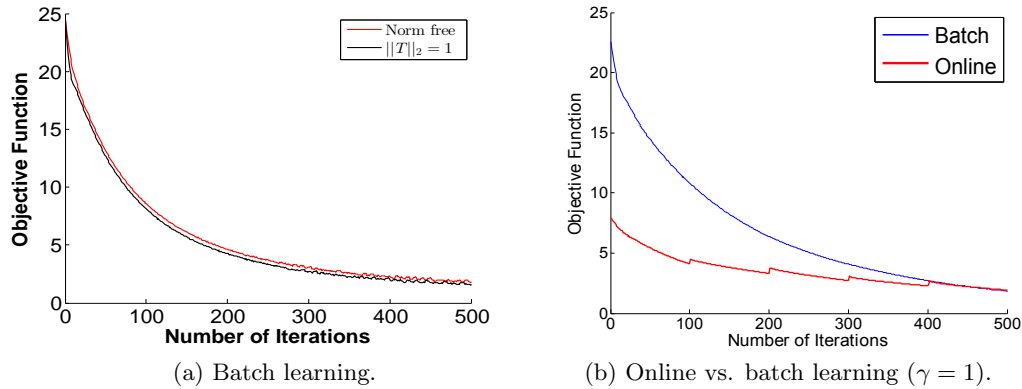 25
20
15
10
5
0
Objective Function
Norm free
||T||₂ = 1
0 100 200 300 400 500
Number of Iterations
(a) Batch learning.
25
20
15
10
5
0
Objective Function
Batch
Online
0 100 200 300 400 500
Number of Iterations
(b) Online vs. batch learning (γ = 1).